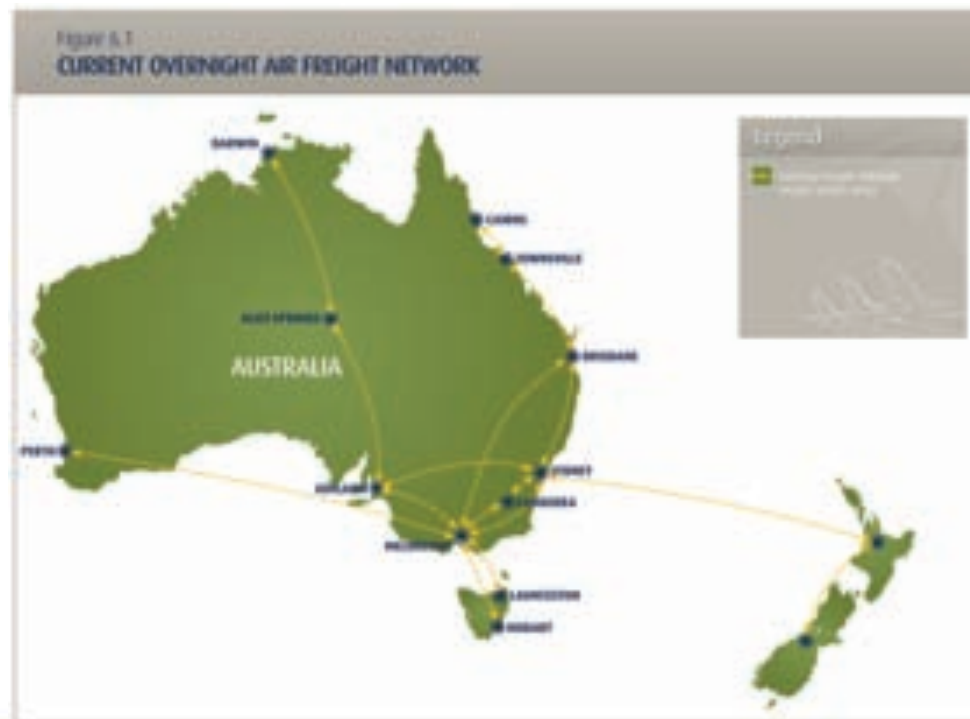 Figure 6.1
CURRENT OVERNIGHT AIR FREIGHT NETWORK
Legend
DARWIN
CAIRNS
TOWNSVILLE
ALICE SPRINGS
BRISBANE
AUSTRALIA
PERTH
SYDNEY
ADELAIDE
CANBERRA
MELBOURNE
LAUNCESTON
HOBART